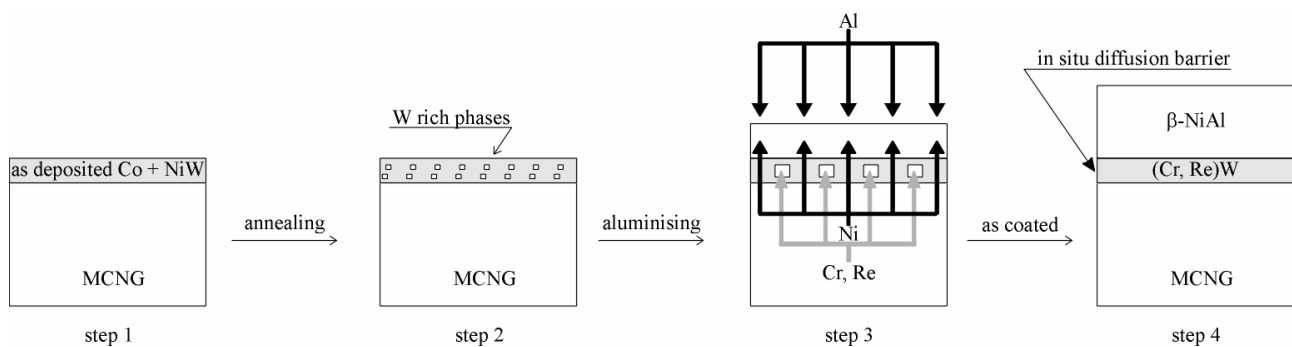 as deposited Co + NiW
MCNG
step 1
annealing
W rich phases
MCNG
step 2
aluminising
Al
Ni
Cr, Re
step 3
as coated
in situ diffusion barrier
β-NiAl
(Cr, Re)W
MCNG
step 4